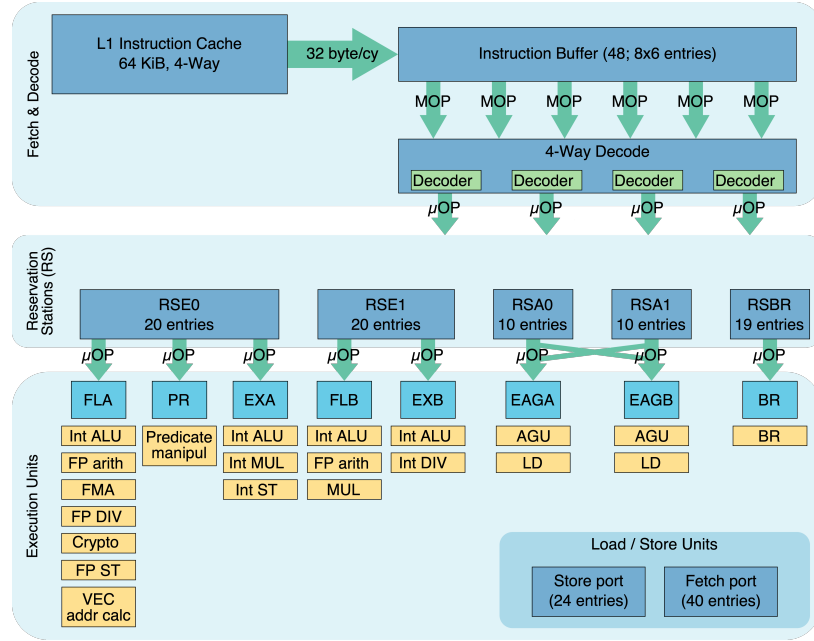 Fetch & Decode
L1 Instruction Cache
64 KiB, 4-Way
32 byte/cy
Instruction Buffer (48; 8x6 entries)
MOP MOP MOP MOP MOP MOP
4-Way Decode
Decoder Decoder Decoder Decoder
µOP µOP µOP µOP
Reservation
Stations (RS)
RSE0
20 entries
RSE1
20 entries
RSA0
10 entries
RSA1
10 entries
RSBR
19 entries
µOP µOP µOP µOP µOP µOP µOP µOP
Execution Units
FLA
Int ALU
FP arith
FMA
FP DIV
Crypto
FP ST
VEC
addr calc
PR
Predicate
manipul
EXA
Int ALU
Int MUL
Int ST
FLB
Int ALU
FP arith
MUL
EXB
Int ALU
Int DIV
EAGA
AGU
LD
EAGB
AGU
LD
BR
BR
Load / Store Units
Store port
(24 entries)
Fetch port
(40 entries)